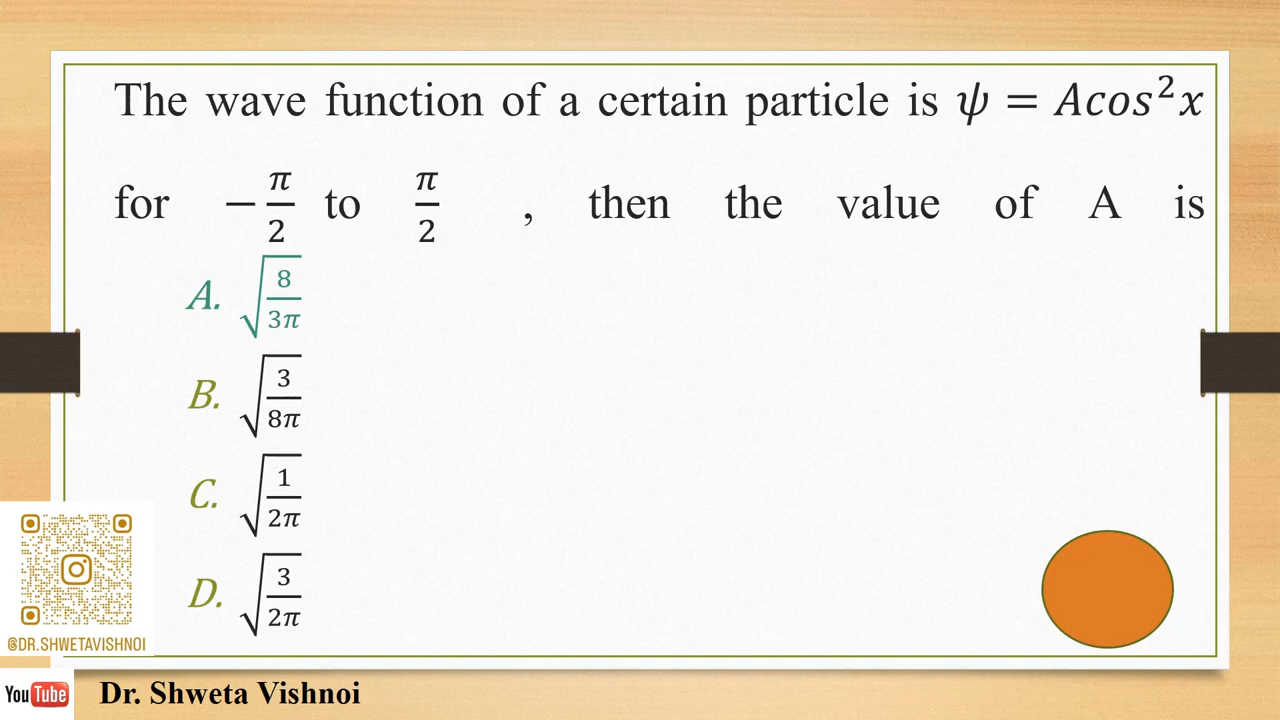 The wave function of a certain particle is ψ = Acos²x
for −π/2 to π/2 , then the value of A is
A. √(8/3π)
B. √(3/8π)
C. √(1/2π)
D. √(3/2π)
@DR.SHWETAVISHNOI
YouTube Dr. Shweta Vishnoi